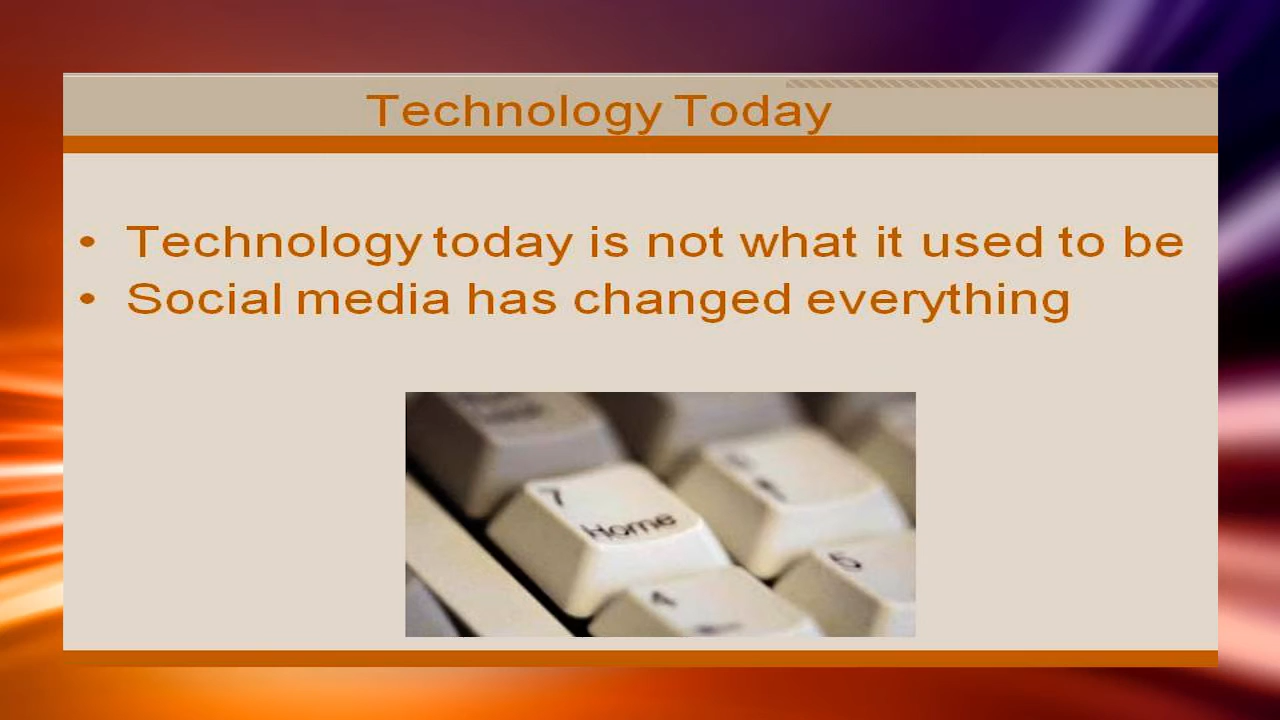 Technology Today
• Technology today is not what it used to be
• Social media has changed everything
7
Home
4
5